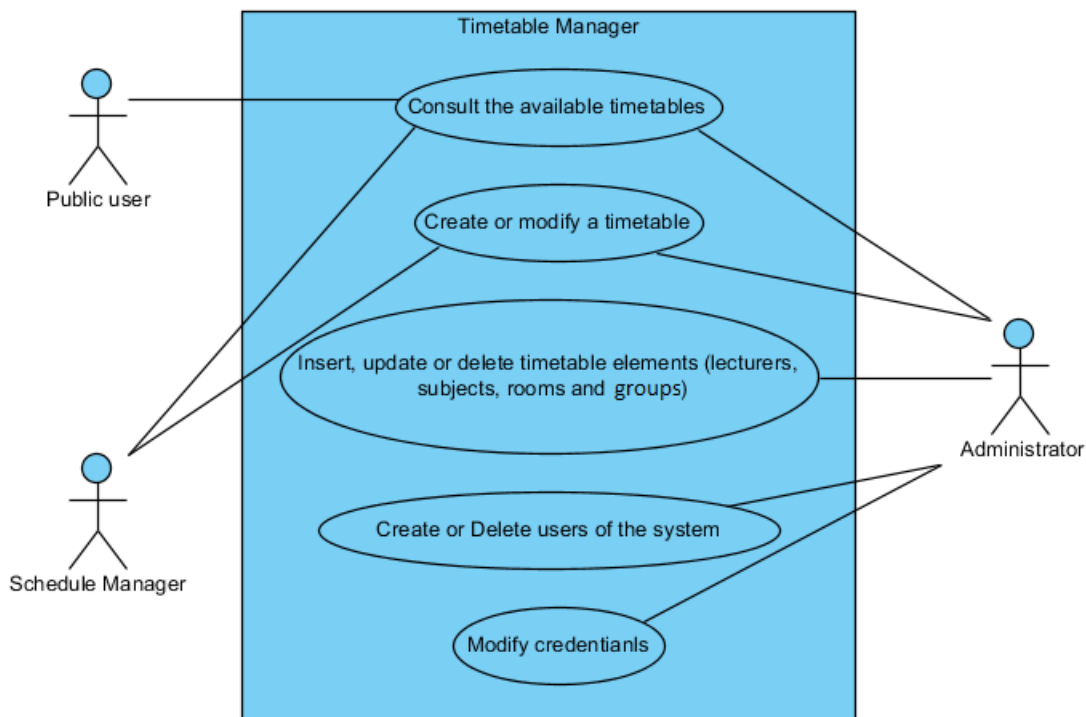 Timetable Manager
Consult the available timetables
Public user
Create or modify a timetable
Insert, update or delete timetable elements (lecturers,
subjects, rooms and groups)
Administrator
Create or Delete users of the system
Schedule Manager
Modify credentianls